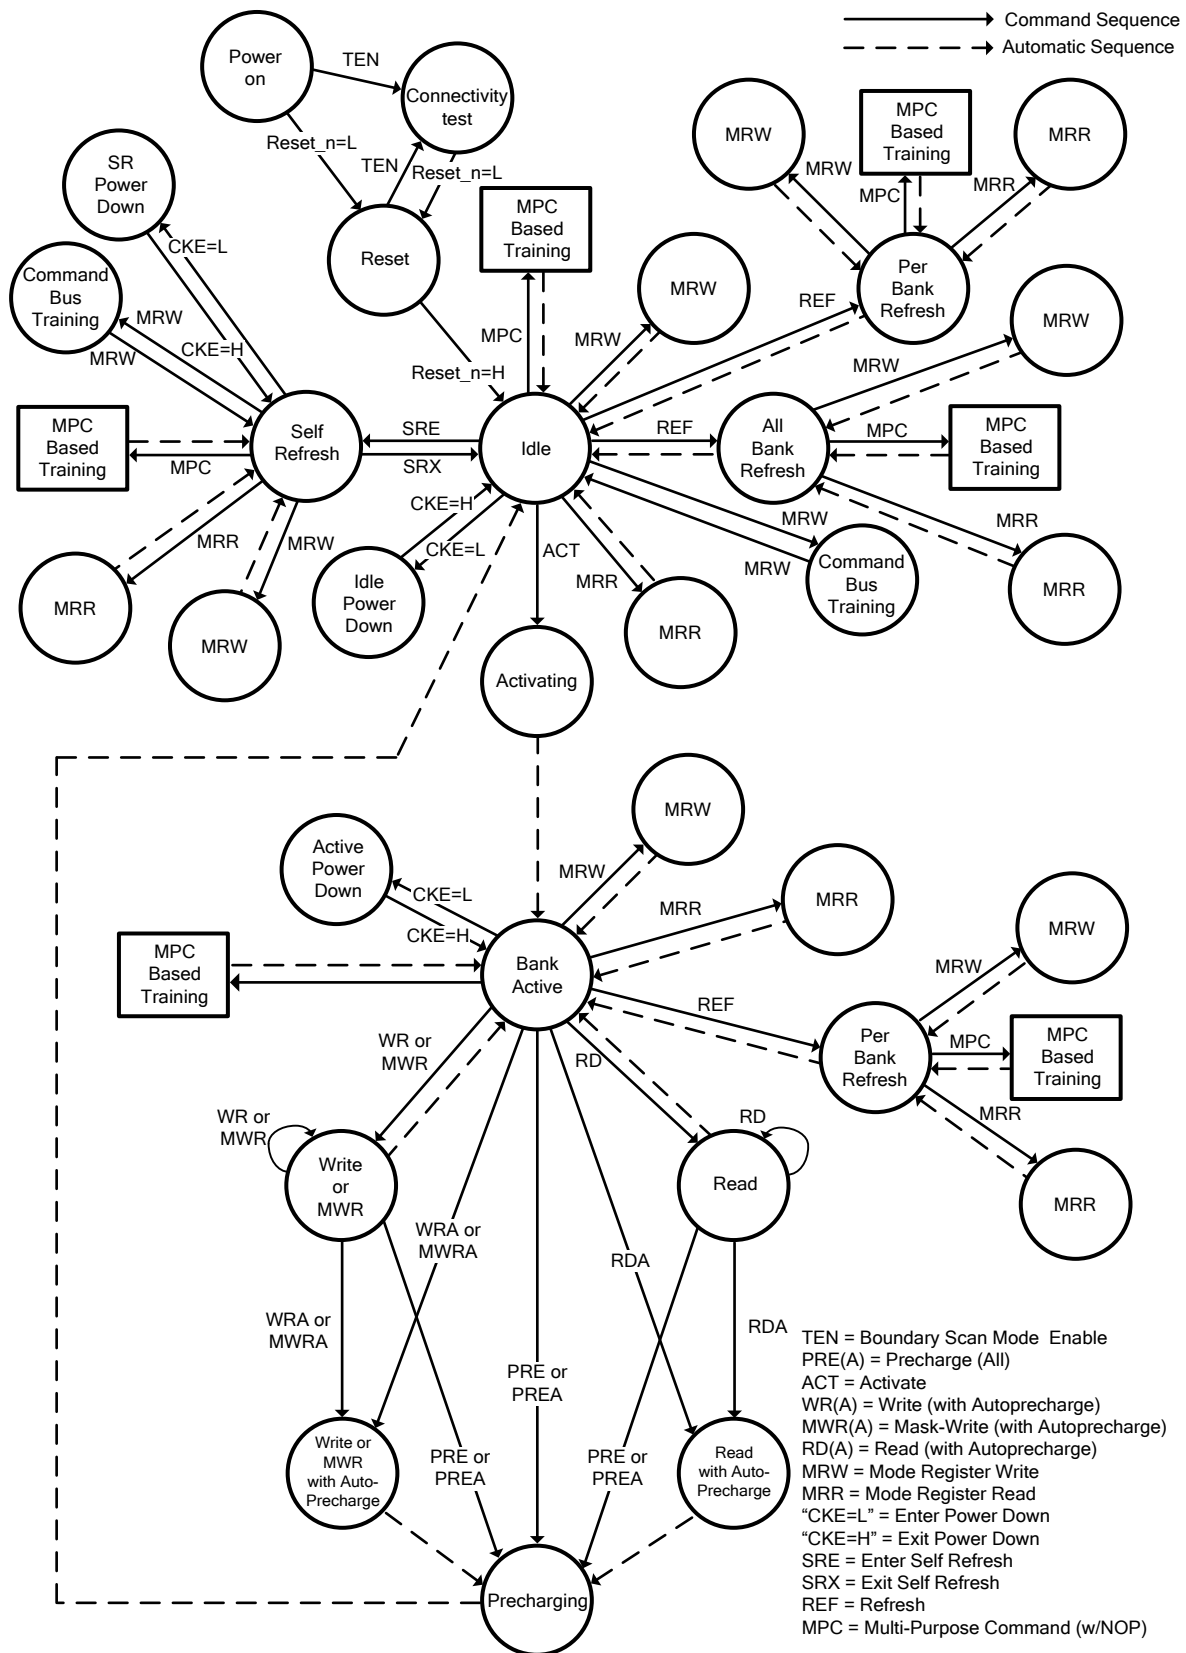 Command Sequence
Automatic Sequence
Power
on
TEN
Connectivity
test
Reset_n=L
TEN
Reset_n=L
Reset
Reset_n=H
SR
Power
Down
CKE=L
CKE=H
Command
Bus
Training
MRW
MRW
MPC
Based
Training
MPC
Self
Refresh
MRR
MRR
MRW
MRW
SRE
SRX
MPC
Based
Training
MPC
MRW
MRW
Idle
REF
MRW
MRW
MPC
Based
Training
MPC
MRR
MRR
Per
Bank
Refresh
REF
All
Bank
Refresh
MRW
MRW
MPC
MPC
Based
Training
MRR
MRR
MRW
MRW
Command
Bus
Training
CKE=H
CKE=L
Idle
Power
Down
ACT
MRR
MRR
Activating
Active
Power
Down
CKE=L
CKE=H
MRW
MRW
MRR
MRR
MPC
Based
Training
Bank
Active
REF
Per
Bank
Refresh
MRW
MRW
MPC
MPC
Based
Training
MRR
MRR
WR or
MWR
RD
WR or
MWR
Write
or
MWR
RD
Read
WRA or
MWRA
RDA
WRA or
MWRA
RDA
PRE or
PREA
PRE or
PREA
PRE or
PREA
Write or
MWR
with Auto-
Precharge
Read
with Auto-
Precharge
Precharging
TEN = Boundary Scan Mode Enable
PRE(A) = Precharge (All)
ACT = Activate
WR(A) = Write (with Autoprecharge)
MWR(A) = Mask-Write (with Autoprecharge)
RD(A) = Read (with Autoprecharge)
MRW = Mode Register Write
MRR = Mode Register Read
“CKE=L” = Enter Power Down
“CKE=H” = Exit Power Down
SRE = Enter Self Refresh
SRX = Exit Self Refresh
REF = Refresh
MPC = Multi-Purpose Command (w/NOP)